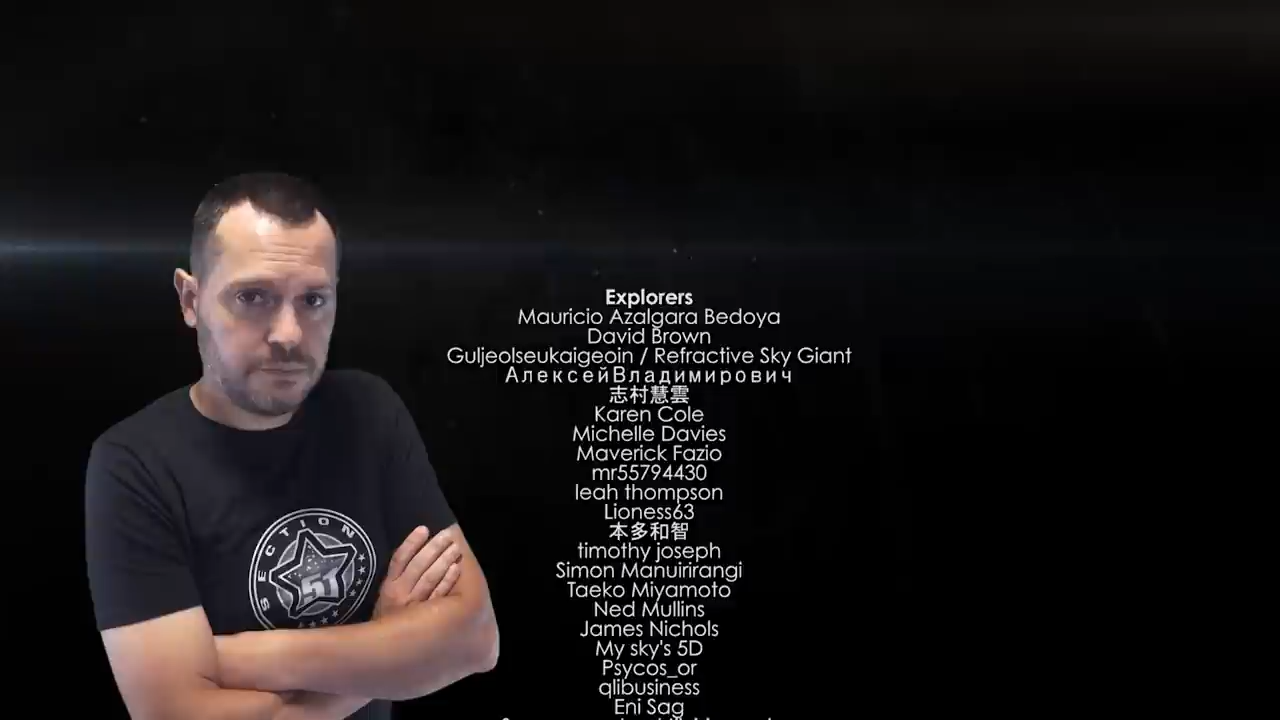 Explorers
Mauricio Azalgara Bedoya
David Brown
Guljeolseukaigeoin / Refractive Sky Giant
АлексейВладимирович
志村慧雲
Karen Cole
Michelle Davies
Maverick Fazio
mr55794430
leah thompson
Lioness63
本多和智
timothy joseph
Simon Manuirirangi
Taeko Miyamoto
Ned Mullins
James Nichols
My sky's 5D
Psycos_or
qlibusiness
Eni Sag
SECTION
51